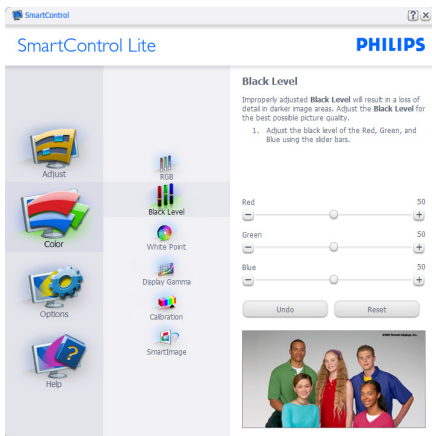 SmartControl
SmartControl Lite
PHILIPS
Adjust
Color
Options
Help
RGB
Black Level
White Point
Display Gamma
Calibration
SmartImage
Black Level
Improperly adjusted Black Level will result in a loss of
detail in darker image areas. Adjust the Black Level for
the best possible picture quality.
1. Adjust the black level of the Red, Green, and
Blue using the slider bars.
Red 50
Green 50
Blue 50
Undo Reset